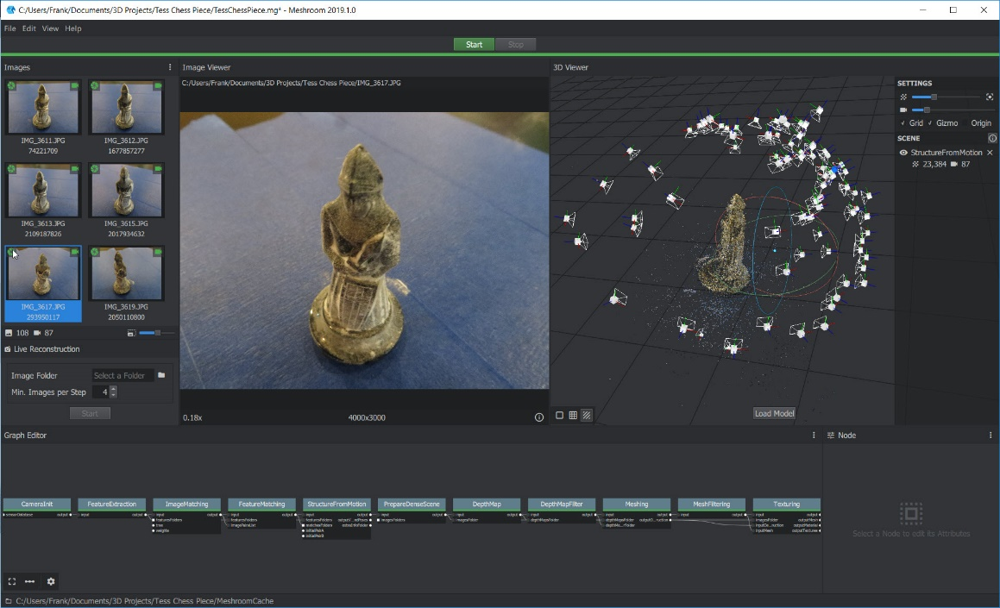 C:/Users/Frank/Documents/3D Projects/Tess Chess Piece/TessChessPiece.mg* - Meshroom 2019.1.0
File Edit View Help
Start Stop
Images
Image Viewer
3D Viewer
C:/Users/Frank/Documents/3D Projects/Tess Chess Piece/IMG_3617.JPG
IMG_3611.JPG
74221709
IMG_3612.JPG
1677857277
IMG_3613.JPG
2109187826
IMG_3615.JPG
2017934632
IMG_3617.JPG
293950117
IMG_3619.JPG
2050110800
108 87
Live Reconstruction
Image Folder Select a Folder
Min. Images per Step 4
Start
0.18x 4000x3000
SETTINGS
Grid Gizmo Origin
SCENE
StructureFromMotion
23,384 87
Load Model
Graph Editor
Node
CameraInit
sensorDatabase output
FeatureExtraction
input output
ImageMatching
input output
featuresFolders
tree
weights
FeatureMatching
input output
featuresFolders
imagePairsList
StructureFromMotion
input output
featuresFolders outputV...ndPoses
matchesFolders extraInfoFolder
initialPairA
initialPairB
PrepareDenseScene
input output
imagesFolders
DepthMap
input output
imagesFolder
DepthMapFilter
input output
depthMapsFolder
Meshing
input output
depthMapsFolder outputD...
depthMa...rFolder
MeshFiltering
input output
Texturing
input output
imagesFolder outputMesh
outputMaterial
inputMesh outputTextures
Select a Node to edit its Attributes
C:/Users/Frank/Documents/3D Projects/Tess Chess Piece/MeshroomCache